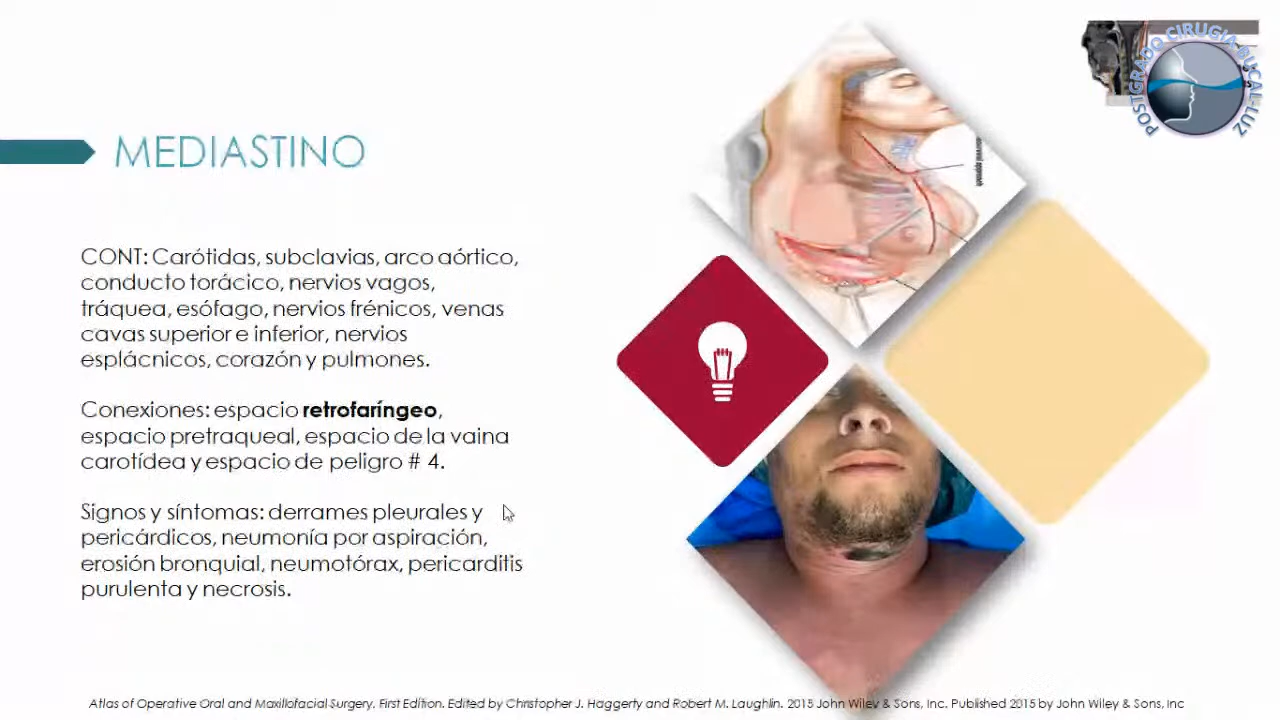 POSTGRADO CIRUGIA BUCAL-LUZ
MEDIASTINO
CONT: Carótidas, subclavias, arco aórtico,
conducto torácico, nervios vagos,
tráquea, esófago, nervios frénicos, venas
cavas superior e inferior, nervios
esplácnicos, corazón y pulmones.
Conexiones: espacio retrofaríngeo,
espacio pretraqueal, espacio de la vaina
carotídea y espacio de peligro # 4.
Signos y síntomas: derrames pleurales y
pericárdicos, neumonía por aspiración,
erosión bronquial, neumotórax, pericarditis
purulenta y necrosis.
Atlas of Operative Oral and Maxillofacial Surgery. First Edition. Edited by Christopher J. Haggerty and Robert M. Laughlin. 2015 John Wiley & Sons, Inc. Published 2015 by John Wiley & Sons, Inc